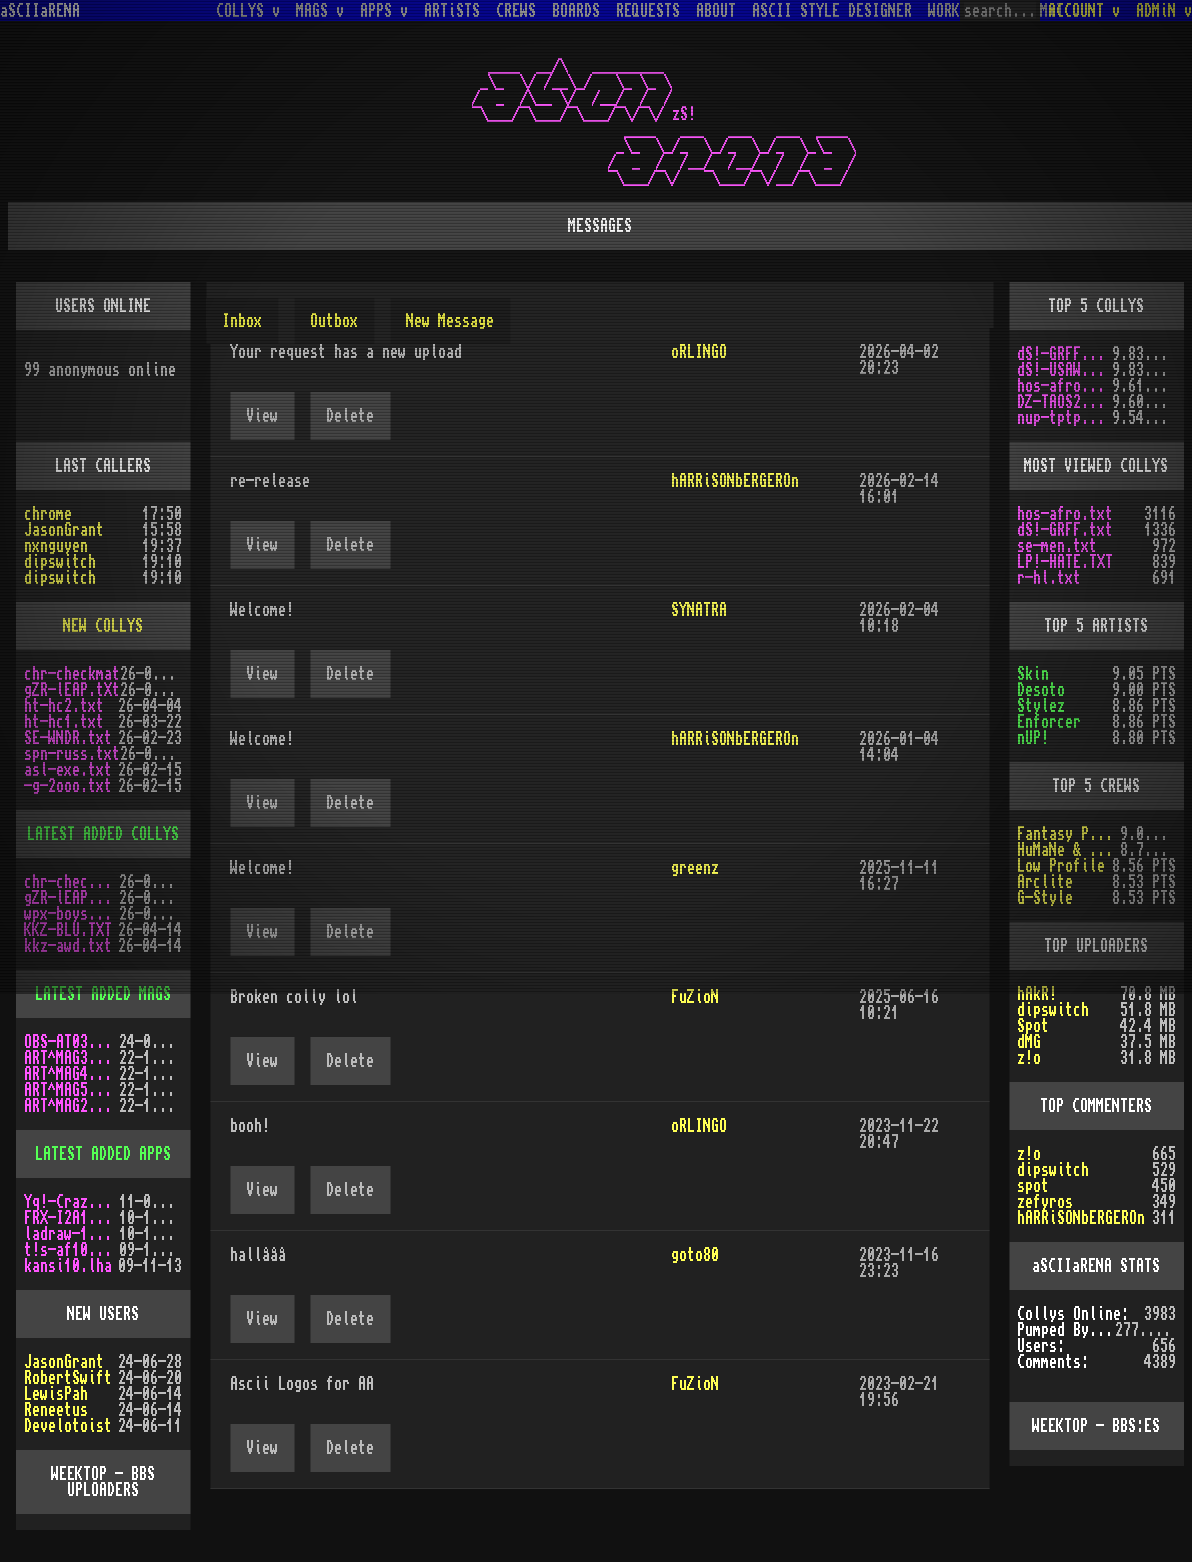 aSCIIaRENA COLLYS v MAGS v APPS v ARTiSTS CREWS BOARDS REQUESTS ABOUT ASCII STYLE DESIGNER WORK search... ACCOUNT v ADMiN v
ascii
zS!
arena
MESSAGES
USERS ONLINE
99 anonymous online
LAST CALLERS
chrome 17:50
JasonGrant 15:58
nxnguyen 19:37
dipswitch 19:10
dipswitch 19:10
NEW COLLYS
chr-checkmat26-0...
gZR-lEAP.tXt26-0...
ht-hc2.txt 26-04-04
ht-hc1.txt 26-03-22
SE-WNDR.txt 26-02-23
spn-russ.txt26-0...
asl-exe.txt 26-02-15
-g-2ooo.txt 26-02-15
LATEST ADDED COLLYS
chr-chec... 26-0...
gZR-lEAP... 26-0...
wpx-boys... 26-0...
KKZ-BLU.TXT 26-04-14
kkz-awd.txt 26-04-14
LATEST ADDED MAGS
OBS-AT03... 24-0...
ART^MAG3... 22-1...
ART^MAG4... 22-1...
ART^MAG5... 22-1...
ART^MAG2... 22-1...
LATEST ADDED APPS
Yq!-Craz... 11-0...
FRX-I2A1... 10-1...
ladraw-1... 10-1...
t!s-af10... 09-1...
kansi10.lha 09-11-13
NEW USERS
JasonGrant 24-06-28
RobertSwift 24-06-20
LewisPah 24-06-14
Reneetus 24-06-14
Develotoist 24-06-11
WEEKTOP - BBS
UPLOADERS
Inbox Outbox New Message
Your request has a new upload oRLINGO 2026-04-02
20:23
View Delete
re-release hARRiSONbERGEROn 2026-02-14
16:01
View Delete
Welcome! SYNATRA 2026-02-04
10:18
View Delete
Welcome! hARRiSONbERGEROn 2026-01-04
14:04
View Delete
Welcome! greenz 2025-11-11
16:27
View Delete
Broken colly lol FuZioN 2025-06-16
10:21
View Delete
booh! oRLINGO 2023-11-22
20:47
View Delete
hallååå goto80 2023-11-16
23:23
View Delete
Ascii Logos for AA FuZioN 2023-02-21
19:56
View Delete
TOP 5 COLLYS
dS!-GRFF... 9.83...
dS!-USAW... 9.83...
hos-afro... 9.61...
DZ-TAOS2... 9.60...
nup-tptp... 9.54...
MOST VIEWED COLLYS
hos-afro.txt 3116
dS!-GRFF.txt 1336
se-men.txt 972
LP!-HATE.TXT 839
r-hl.txt 691
TOP 5 ARTISTS
Skin 9.05 PTS
Desoto 9.00 PTS
Stylez 8.86 PTS
Enforcer 8.86 PTS
nUP! 8.80 PTS
TOP 5 CREWS
Fantasy P... 9.0...
HuMaNe & ... 8.7...
Low Profile 8.56 PTS
Arclite 8.53 PTS
G-Style 8.53 PTS
TOP UPLOADERS
hAkR! 70.8 MB
dipswitch 51.8 MB
Spot 42.4 MB
dMG 37.5 MB
z!o 31.8 MB
TOP COMMENTERS
z!o 665
dipswitch 529
spot 450
zefyros 349
hARRiSONbERGEROn 311
aSCIIaRENA STATS
Collys Online: 3983
Pumped By...277....
Users: 656
Comments: 4389
WEEKTOP - BBS:ES